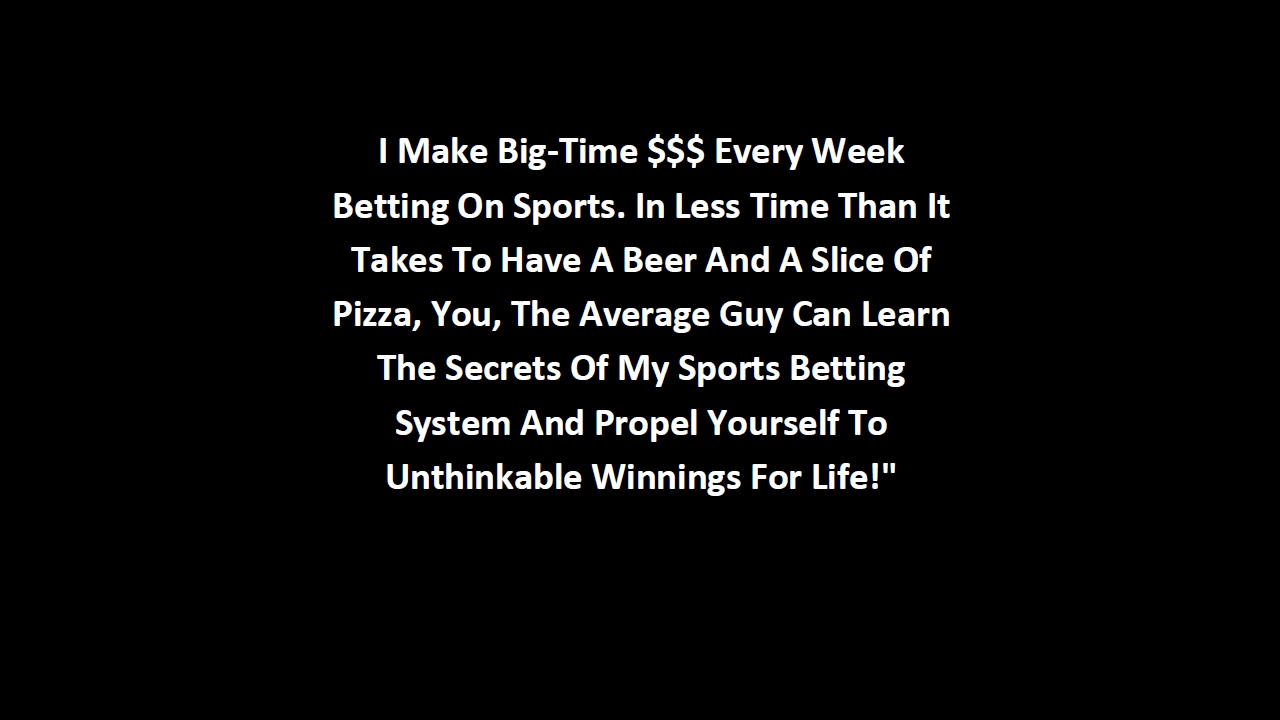 I Make Big-Time $$$ Every Week
Betting On Sports. In Less Time Than It
Takes To Have A Beer And A Slice Of
Pizza, You, The Average Guy Can Learn
The Secrets Of My Sports Betting
System And Propel Yourself To
Unthinkable Winnings For Life!"